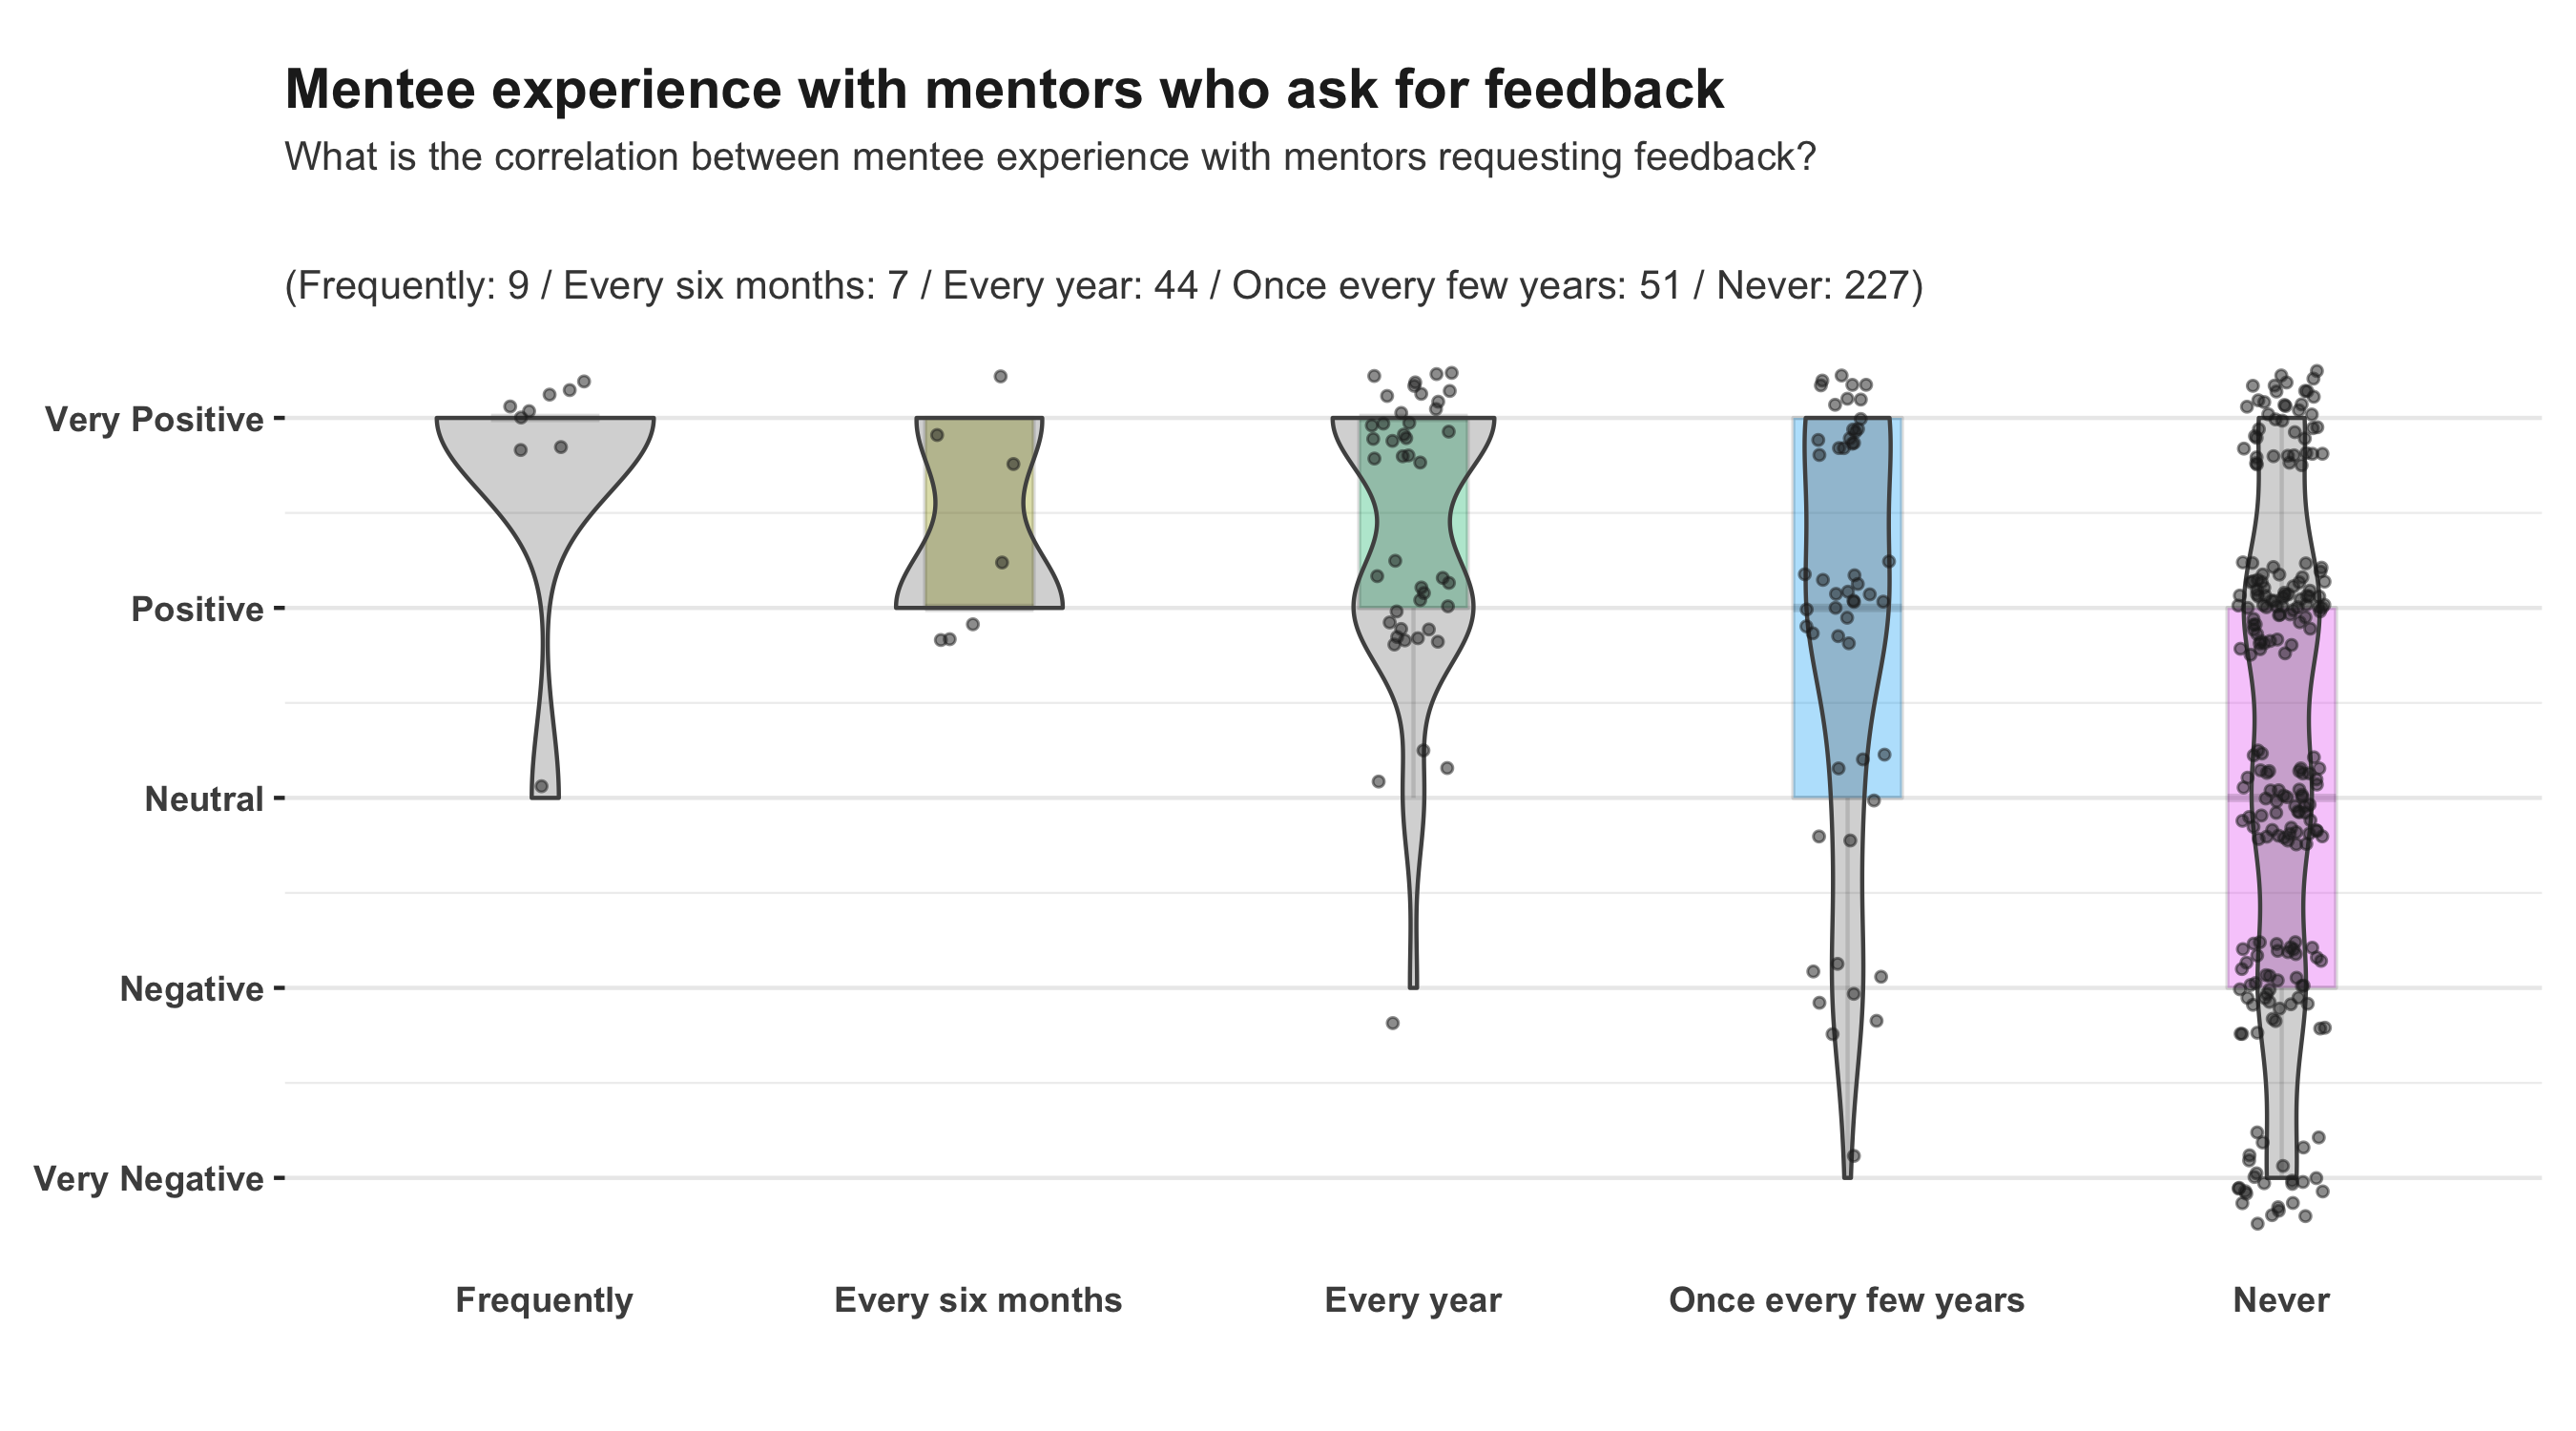 Mentee experience with mentors who ask for feedback
What is the correlation between mentee experience with mentors requesting feedback?
(Frequently: 9 / Every six months: 7 / Every year: 44 / Once every few years: 51 / Never: 227)
Very Positive
Positive
Neutral
Negative
Very Negative
Frequently
Every six months
Every year
Once every few years
Never